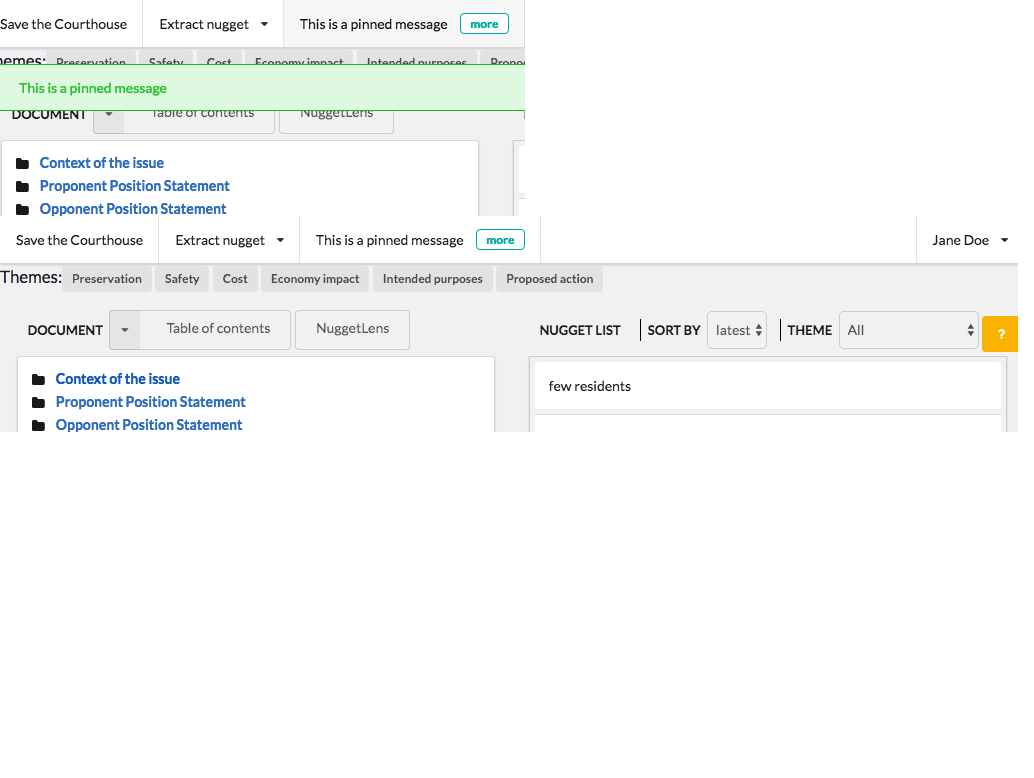 Save the Courthouse Extract nugget This is a pinned message more
emes: Preservation Safety Cost Economy impact Intended purposes Propo
This is a pinned message
DOCUMENT Table of contents NuggetLens
Context of the issue
Proponent Position Statement
Opponent Position Statement
Save the Courthouse Extract nugget This is a pinned message more Jane Doe
Themes: Preservation Safety Cost Economy impact Intended purposes Proposed action
DOCUMENT Table of contents NuggetLens NUGGET LIST SORT BY latest THEME All ?
Context of the issue few residents
Proponent Position Statement
Opponent Position Statement